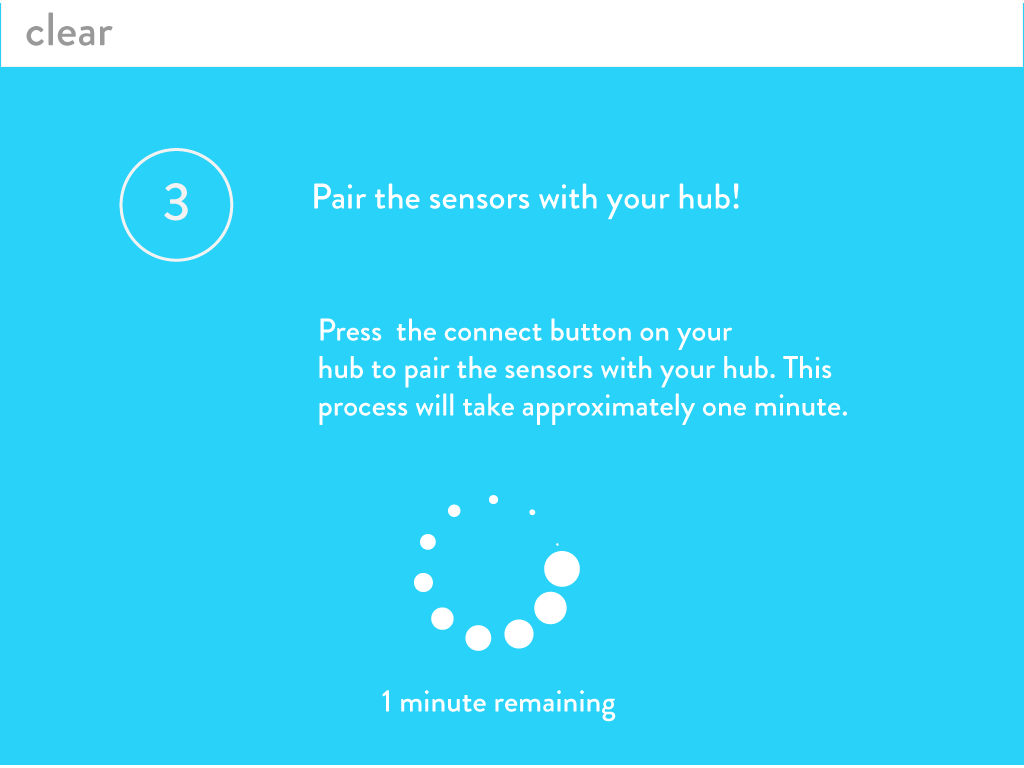 clear
3
Pair the sensors with your hub!
Press  the connect button on your
hub to pair the sensors with your hub. This
process will take approximately one minute.
1 minute remaining